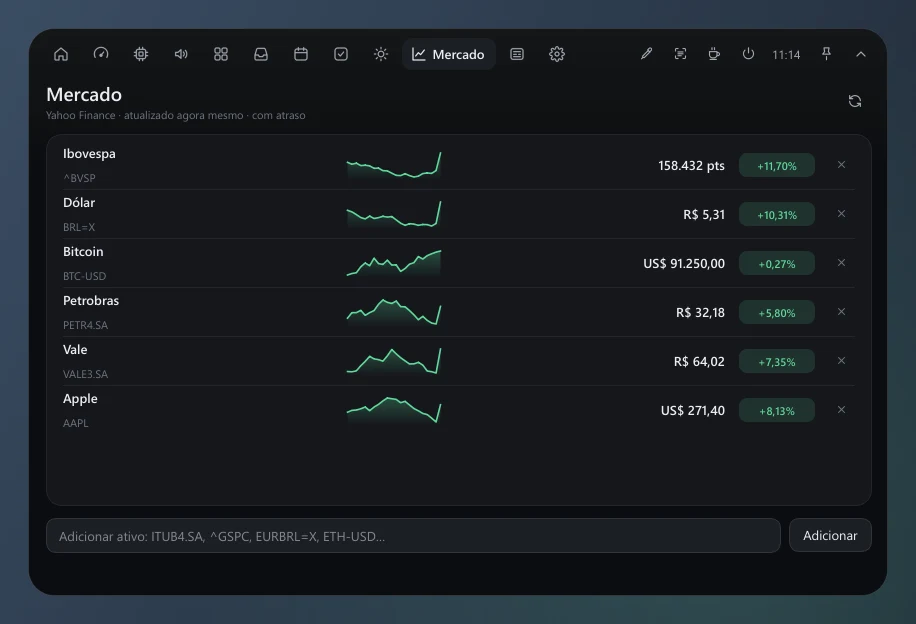 Mercado
11:14
Mercado
Yahoo Finance · atualizado agora mesmo · com atraso
Ibovespa
^BVSP
158.432 pts
+11,70%
Dólar
BRL=X
R$ 5,31
+10,31%
Bitcoin
BTC-USD
US$ 91.250,00
+0,27%
Petrobras
PETR4.SA
R$ 32,18
+5,80%
Vale
VALE3.SA
R$ 64,02
+7,35%
Apple
AAPL
US$ 271,40
+8,13%
Adicionar ativo: ITUB4.SA, ^GSPC, EURBRL=X, ETH-USD...
Adicionar